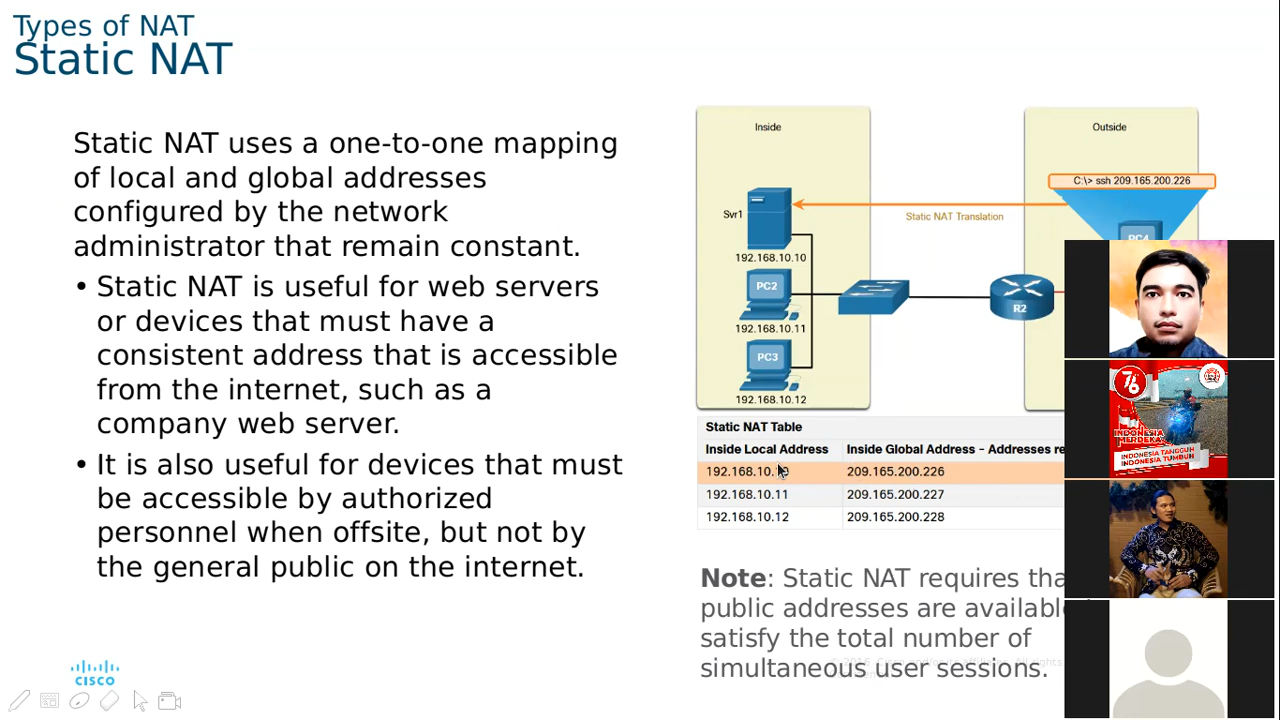 Types of NAT
Static NAT
Static NAT uses a one-to-one mapping
of local and global addresses
configured by the network
administrator that remain constant.
• Static NAT is useful for web servers
or devices that must have a
consistent address that is accessible
from the internet, such as a
company web server.
• It is also useful for devices that must
be accessible by authorized
personnel when offsite, but not by
the general public on the internet.
Inside
Outside
C:\> ssh 209.165.200.226
Svr1
Static NAT Translation
192.168.10.10
PC2
192.168.10.11
R2
PC3
192.168.10.12
Static NAT Table
Inside Local Address Inside Global Address – Addresses
192.168.10. 209.165.200.226
192.168.10.11 209.165.200.227
192.168.10.12 209.165.200.228
Note: Static NAT requires
public addresses are
satisfy the total number of
simultaneous user sessions.
CISCO
76
INDONESIA
MERDEKA
INDONESIA TANGGUH
INDONESIA TUMBUH